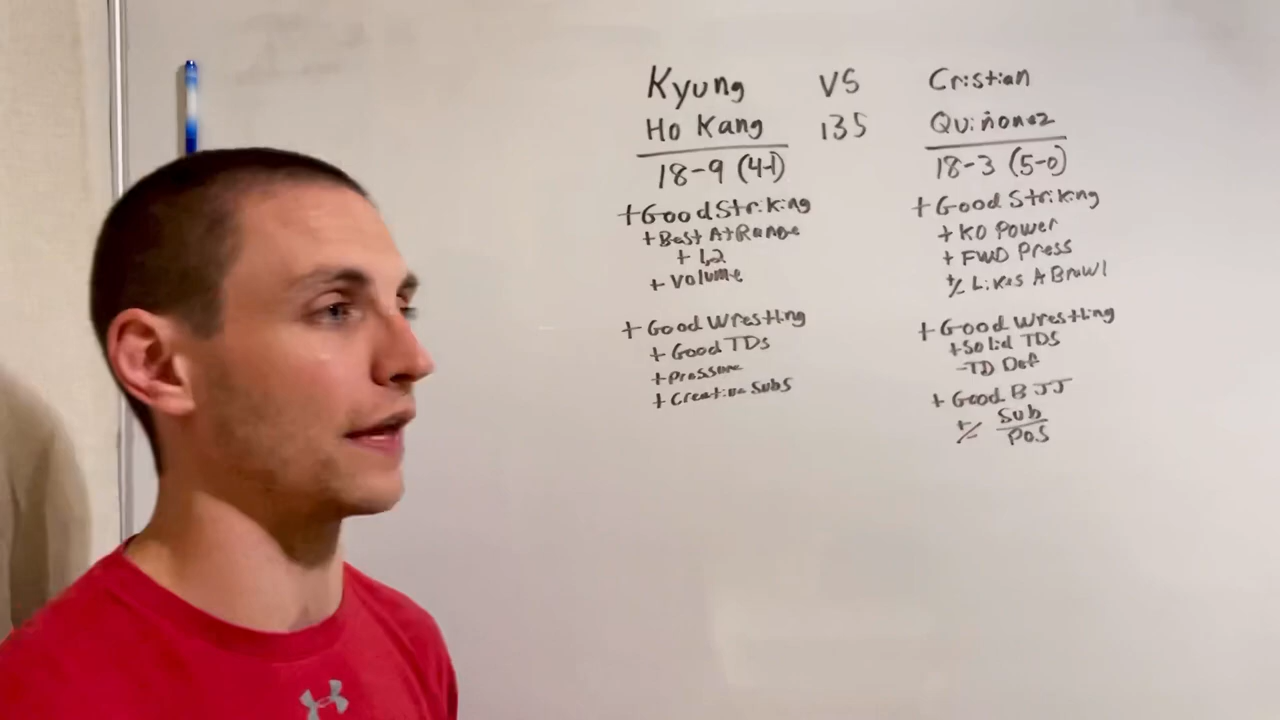 Kyung VS Cristian
Ho Kang 135 Quiñonez
18-9 (4-1)
+Good Striking
+Best At Range
+ 1,2
+ Volume
+ Good Wrestling
+ Good TDs
+ Pressure
+ Creative Subs
18-3 (5-0)
+ Good Striking
+ KO Power
+ FWD Press
+/- Likes A Brawl
+ Good Wrestling
+Solid TDs
-TD Def
+ Good BJJ
+/- Sub
Pos